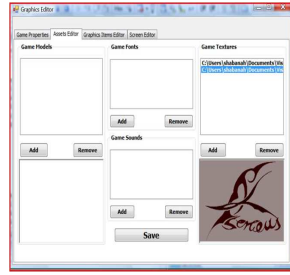 Graphics Editor
Game Properties Assets Editor Graphics Items Editor Screen Editor
Game Models Game Fonts Game Textures
C:\Users\shabanah\Documents\Vis
C:\Users\shabanah\Documents\Vis
Add Remove
Game Sounds
Add Remove Add Remove
Add Remove
Save